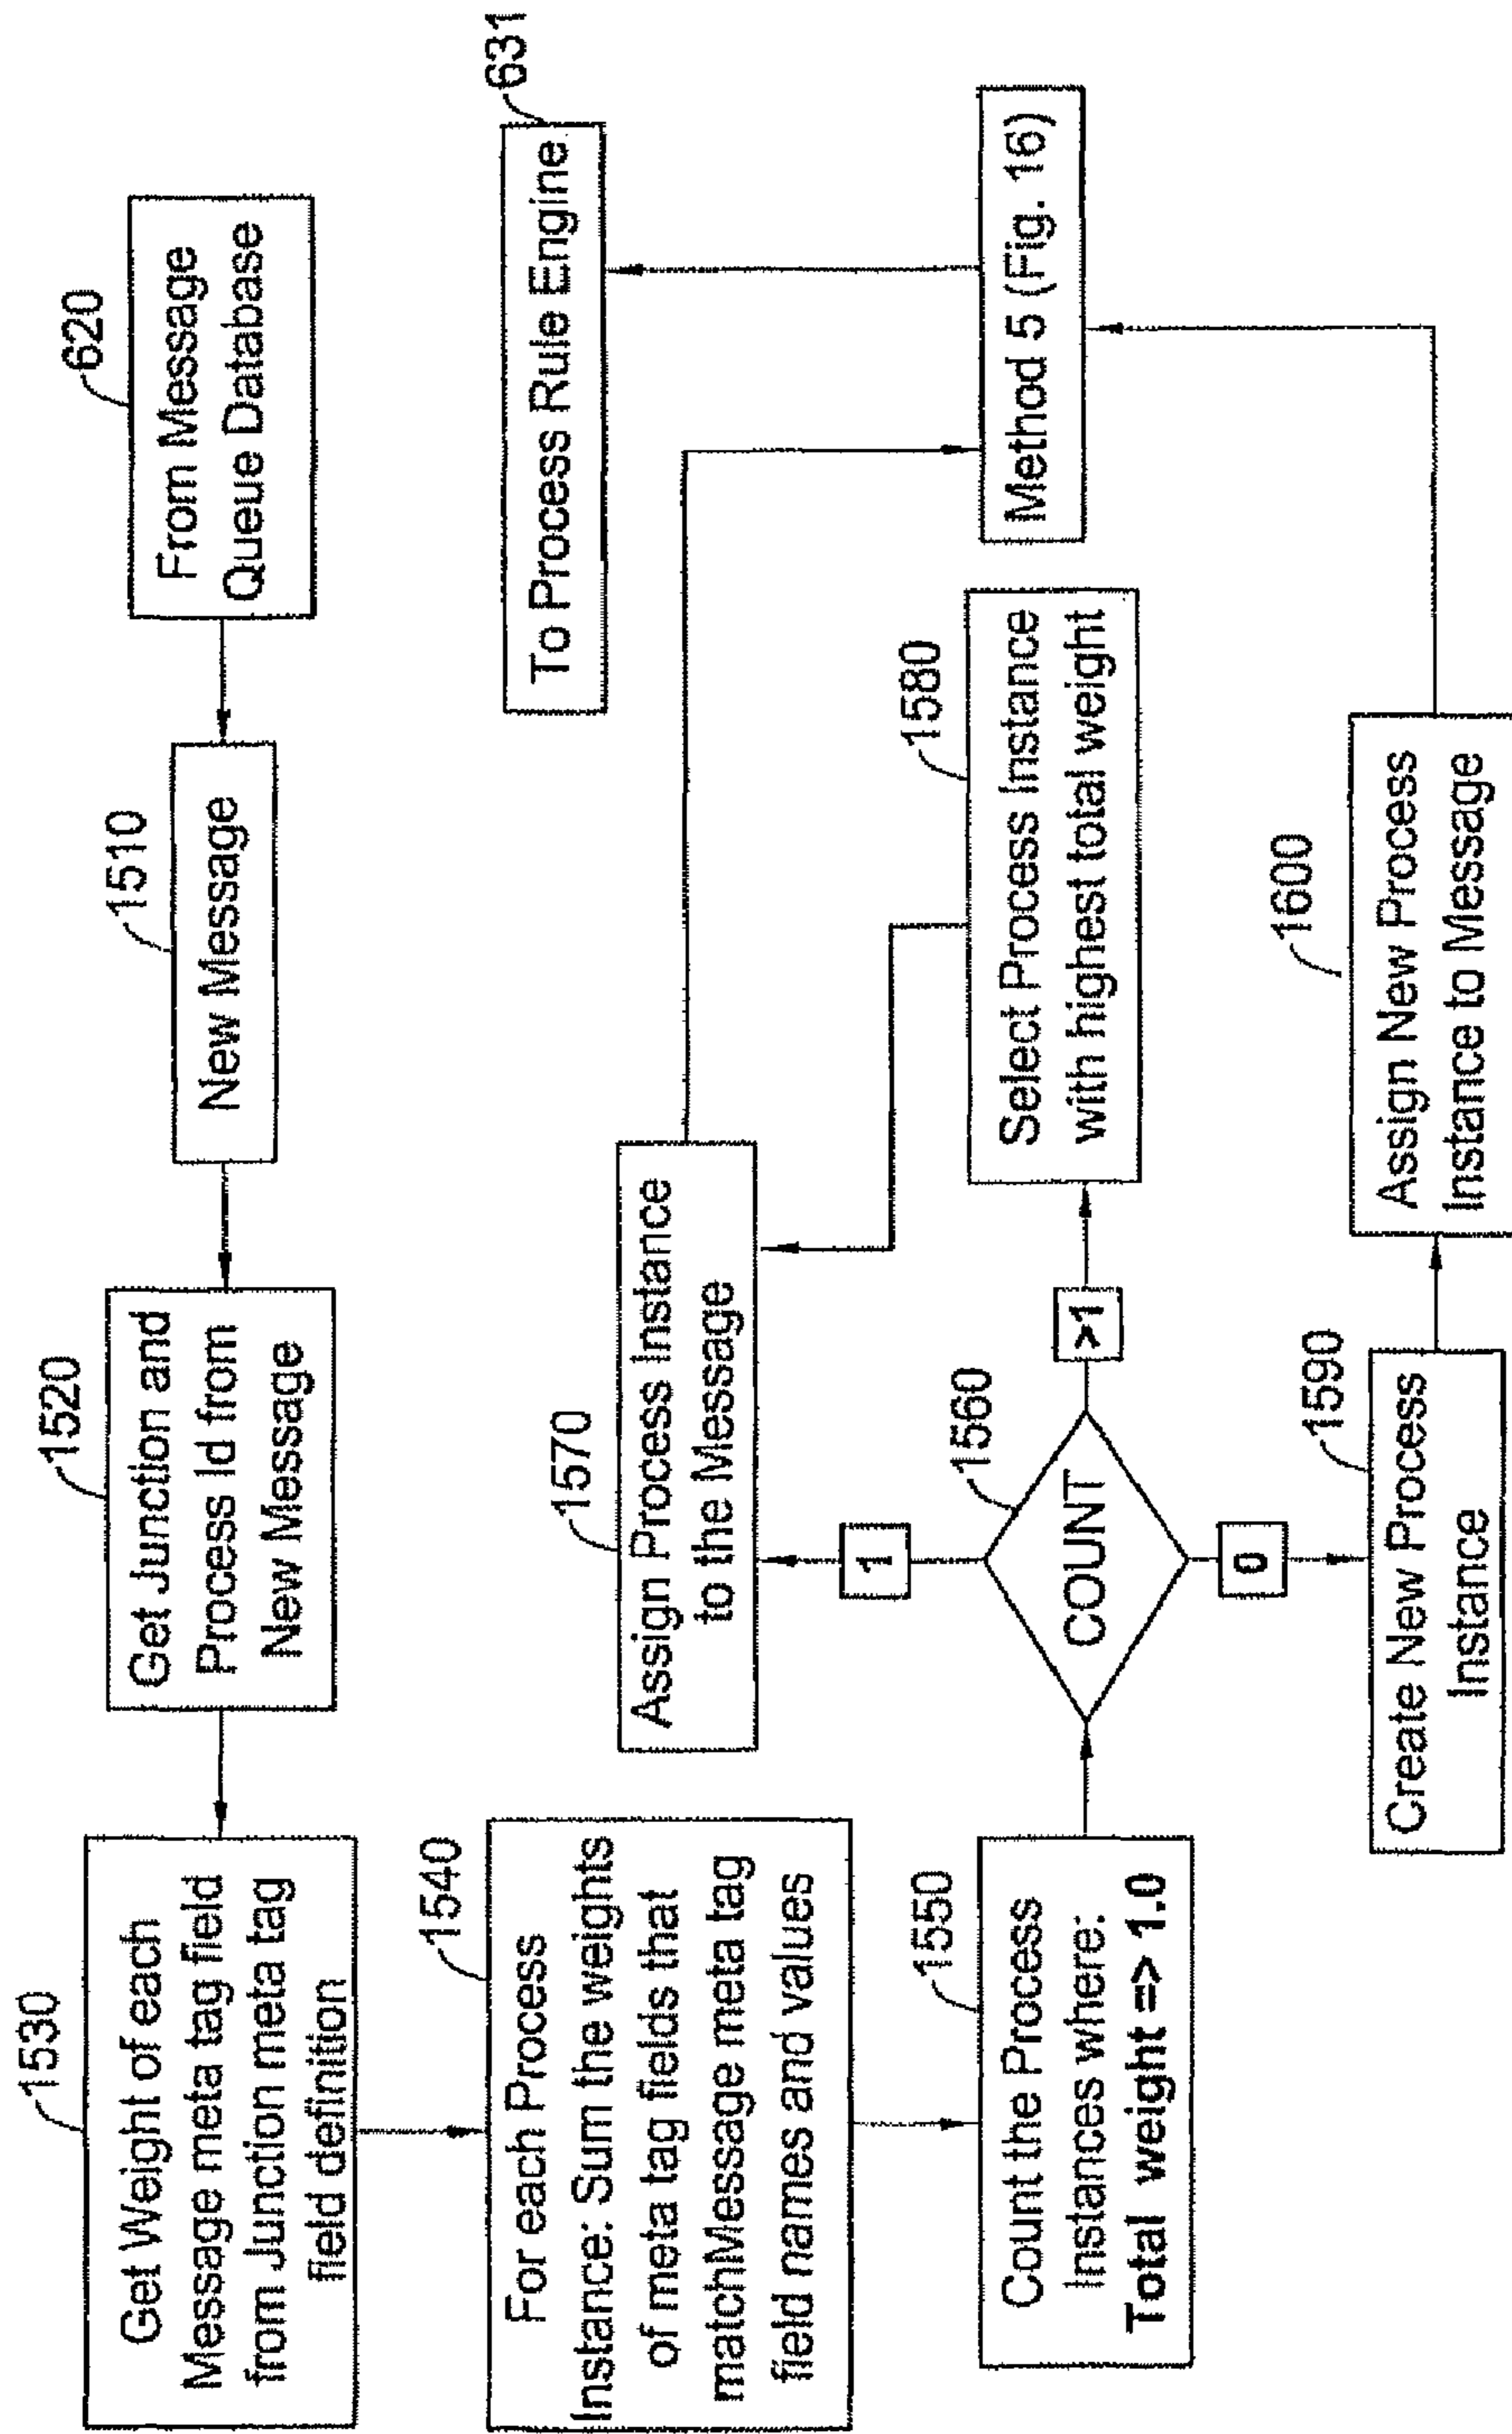 620
From Message
Queue Database
1510
New Message
1520
Get Junction and
Process Id from
New Message
1530
Get Weight of each
Message meta tag field
from Junction meta tag
field definition
1540
For each Process
Instance: Sum the weights
of meta tag fields that
matchMessage meta tag
field names and values
1550
Count the Process
Instances where:
Total weight => 1.0
1560
COUNT
1
>1
0
1570
Assign Process Instance
to the Message
1580
Select Process Instance
with highest total weight
1590
Create New Process
Instance
1600
Assign New Process
Instance to Message
Method 5 (Fig. 16)
631
To Process Rule Engine